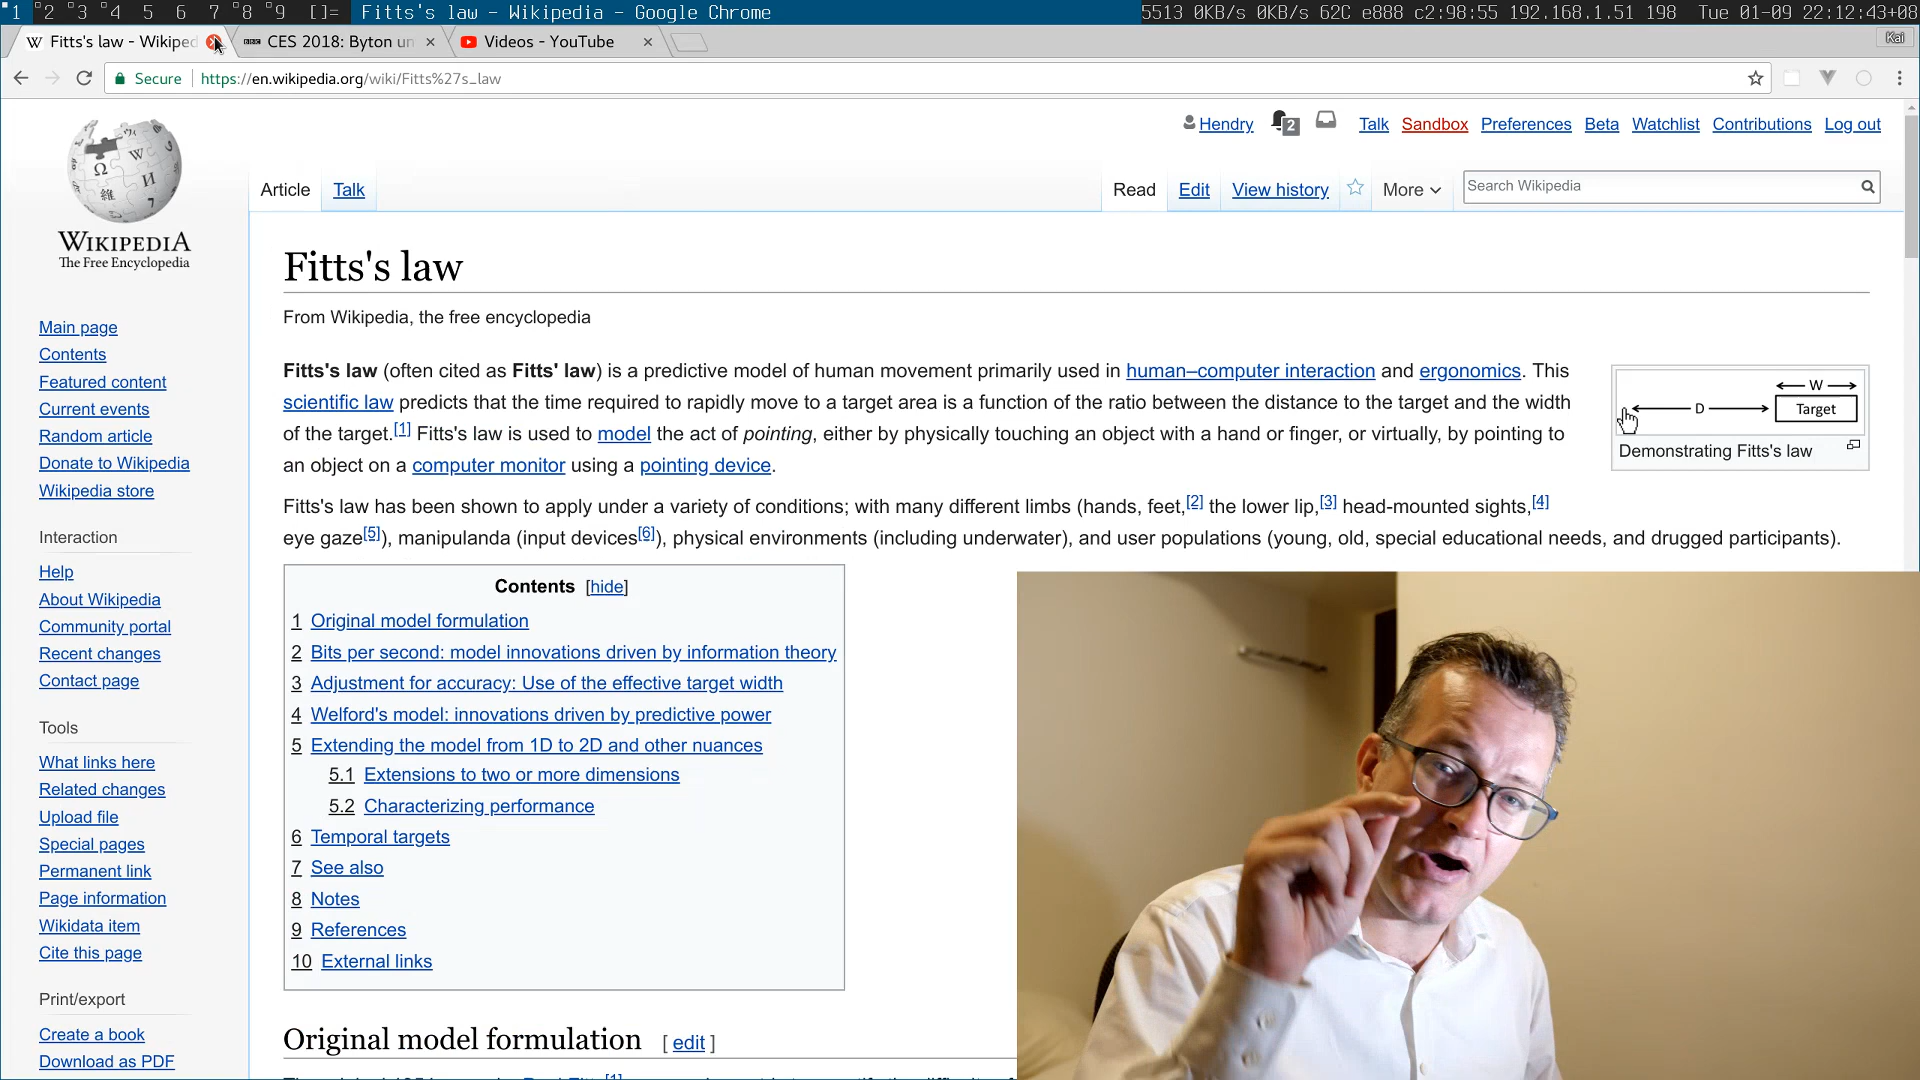 1 2 3 4 5 6 7 8 9 []= Fitts's law - Wikipedia - Google Chrome 5513 0KB/s 0KB/s 62C e888 c2:98:55 192.168.1.51 198 Tue 01-09 22:12:43+08
W Fitts's law - Wikiped BBC CES 2018: Byton un Videos - YouTube Kai
Secure https://en.wikipedia.org/wiki/Fitts%27s_law
Hendry 2 Talk Sandbox Preferences Beta Watchlist Contributions Log out
Article Talk Read Edit View history More Search Wikipedia
WIKIPEDIA
The Free Encyclopedia
Main page
Contents
Featured content
Current events
Random article
Donate to Wikipedia
Wikipedia store
Interaction
Help
About Wikipedia
Community portal
Recent changes
Contact page
Tools
What links here
Related changes
Upload file
Special pages
Permanent link
Page information
Wikidata item
Cite this page
Print/export
Create a book
Download as PDF
Fitts's law
From Wikipedia, the free encyclopedia
Fitts's law (often cited as Fitts' law) is a predictive model of human movement primarily used in human–computer interaction and ergonomics. This
scientific law predicts that the time required to rapidly move to a target area is a function of the ratio between the distance to the target and the width
of the target.[1] Fitts's law is used to model the act of pointing, either by physically touching an object with a hand or finger, or virtually, by pointing to
an object on a computer monitor using a pointing device.
W
D Target
Demonstrating Fitts's law
Fitts's law has been shown to apply under a variety of conditions; with many different limbs (hands, feet,[2] the lower lip,[3] head-mounted sights,[4]
eye gaze[5]), manipulanda (input devices[6]), physical environments (including underwater), and user populations (young, old, special educational needs, and drugged participants).
Contents [hide]
1 Original model formulation
2 Bits per second: model innovations driven by information theory
3 Adjustment for accuracy: Use of the effective target width
4 Welford's model: innovations driven by predictive power
5 Extending the model from 1D to 2D and other nuances
5.1 Extensions to two or more dimensions
5.2 Characterizing performance
6 Temporal targets
7 See also
8 Notes
9 References
10 External links
Original model formulation [ edit ]